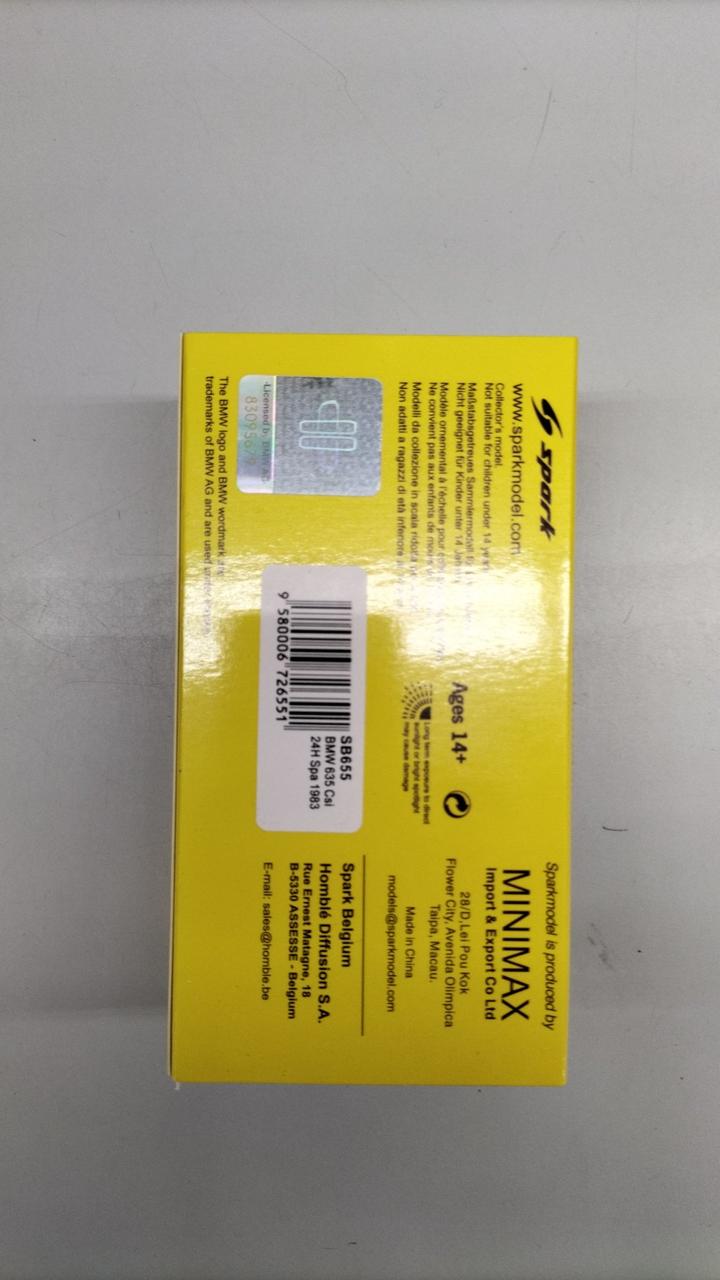 spark
www.sparkmodel.com
Collector's model.
Not suitable for children under 14 years
Maßstabsgetreues Sammlermodell für
Nicht geeignet für Kinder unter 14 Jahren
Modèle ornemental à l'échelle pour
Ne convient pas aux enfants de moins
Modelli da collezione in scala ridotta
Non adatti a ragazzi di età inferiore
Licensed by BMW AG
The BMW logo and BMW wordmark are
trademarks of BMW AG and are used
Ages 14+
Long term exposure to direct
sunlight or bright spotlight
may cause damage
SB655
BMW 635 Csi
24H Spa 1983
9 580006 726551
Sparkmodel is produced by
MINIMAX
Import & Export Co Ltd
28/D,Lei Pou Kok
Flower City, Avenida Olimpica
Taipa, Macau.
Made in China
models@sparkmodel.com
Spark Belgium
Homblé Diffusion S.A.
Rue Ernest Matagne, 18
B-5330 ASSESSE - Belgium
E-mail: sales@homble.be